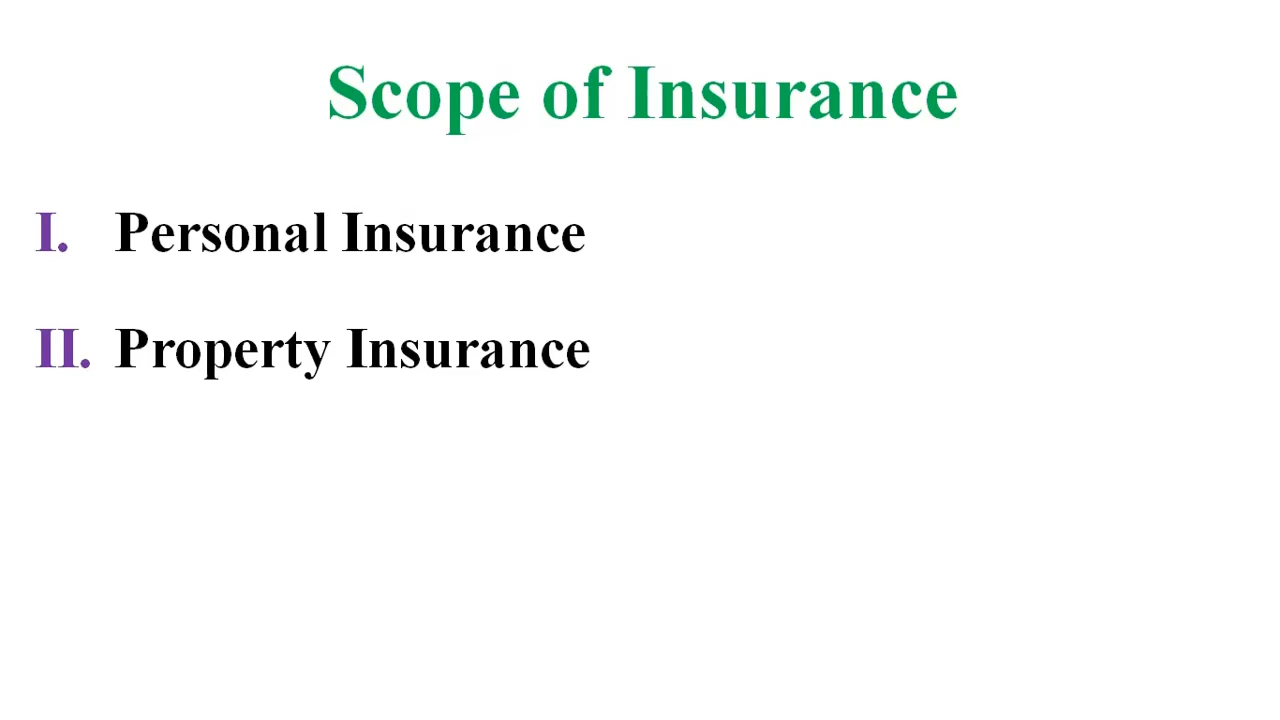 Scope of Insurance
I. Personal Insurance
II. Property Insurance